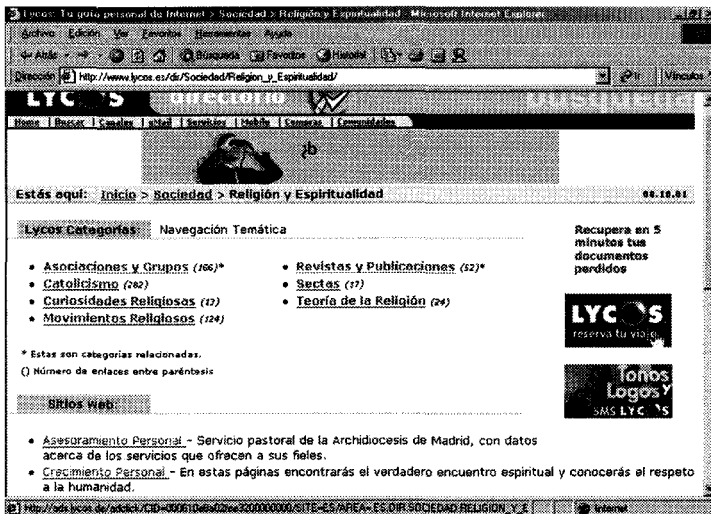 Lycos: Tu guía personal de Internet > Sociedad > Religión y Espiritualidad - Microsoft Internet Explorer
Archivo Edición Ver Favoritos Herramientas Ayuda
Atrás Búsqueda Favoritos Historial
Dirección http://www.lycos.es/dir/Sociedad/Religion_y_Espiritualidad/ Ir Vínculos
LYCOS directorio búsqueda
Home | Buscar | Canales | eMail | Servicios | Mobile | Compras | Comunidades
Estás aquí: Inicio > Sociedad > Religión y Espiritualidad
Lycos Categorías: Navegación Temática
• Asociaciones y Grupos (166)*
• Catolicismo (282)
• Curiosidades Religiosas (13)
• Movimientos Religiosos (124)
• Revistas y Publicaciones (52)*
• Sectas (17)
• Teoría de la Religión (24)
* Estas son categorías relacionadas.
() Número de enlaces entre paréntesis
Recupera en 5
minutos tus
documentos
perdidos
LYCOS
reserva tu viaje
Tonos
Logos y
SMS LYCOS
Sitios web:
• Asesoramiento Personal - Servicio pastoral de la Archidiocesis de Madrid, con datos
acerca de los servicios que ofrecen a sus fieles.
• Crecimiento Personal - En estas páginas encontrarás el verdadero encuentro espiritual y conocerás el respeto
a la humanidad.
Internet